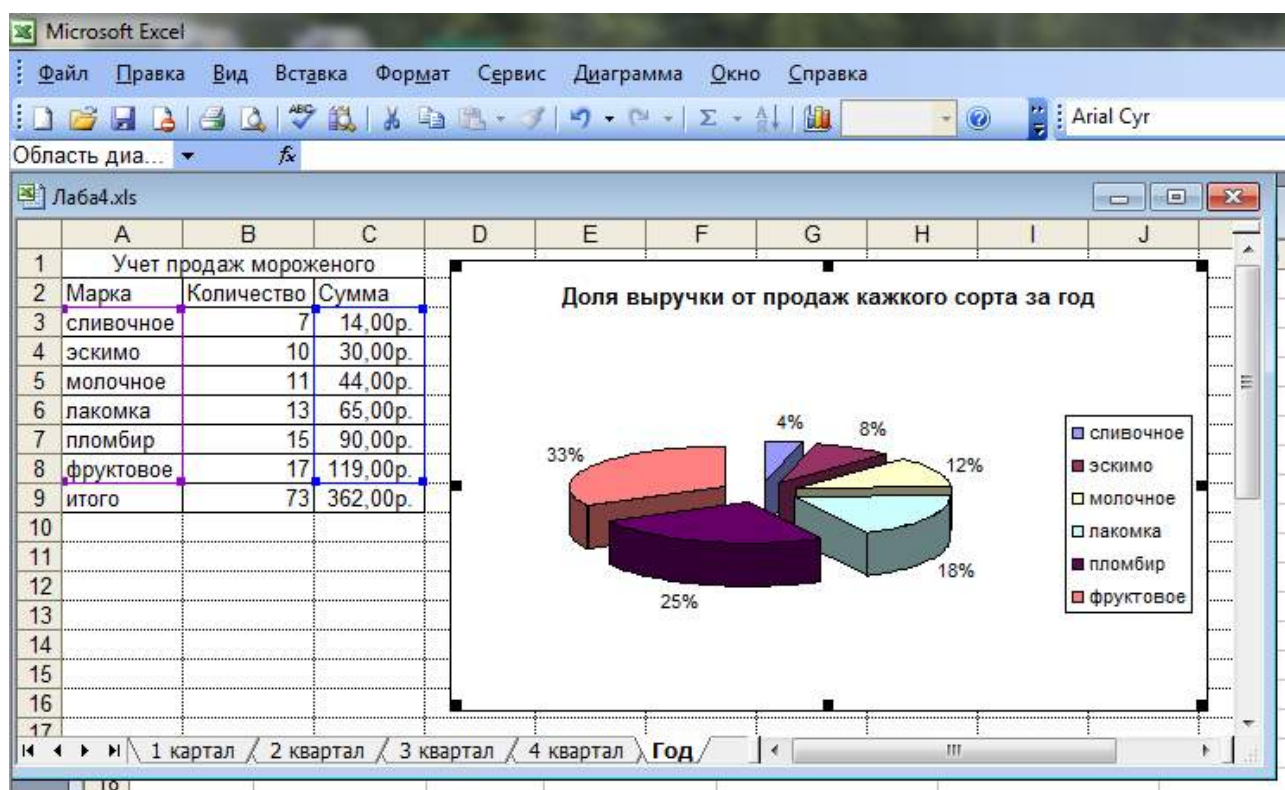 Microsoft Excel
Файл Правка Вид Вставка Формат Сервис Диаграмма Окно Справка
ABC Σ Arial Cyr
Область диа... fx
Лаба4.xls
A B C D E F G H I J
1 Учет продаж мороженого
2 Марка Количество Сумма
3 сливочное 7 14,00р.
4 эскимо 10 30,00р.
5 молочное 11 44,00р.
6 лакомка 13 65,00р.
7 пломбир 15 90,00р.
8 фруктовое 17 119,00р.
9 итого 73 362,00р.
10
11
12
13
14
15
16
17
Доля выручки от продаж кажкого сорта за год
4%
8%
12%
18%
25%
33%
сливочное
эскимо
молочное
лакомка
пломбир
фруктовое
1 картал 2 квартал 3 квартал 4 квартал Год
18